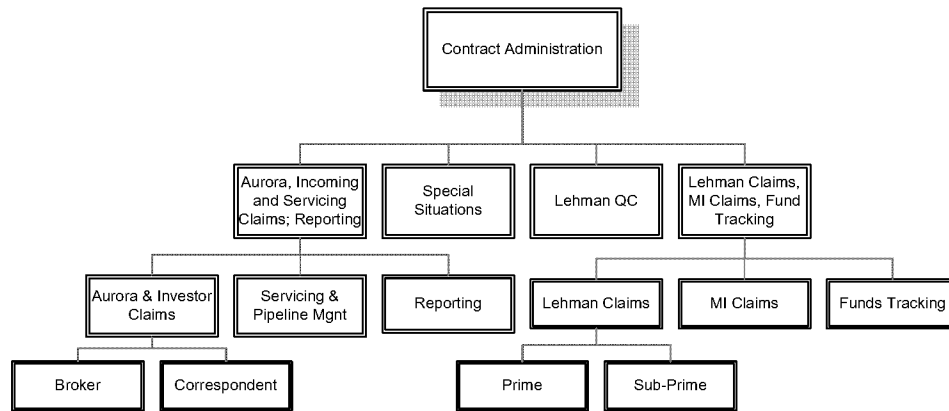 Contract Administration
Aurora, Incoming
and Servicing
Claims; Reporting
Special
Situations
Lehman QC
Lehman Claims,
MI Claims, Fund
Tracking
Aurora & Investor
Claims
Servicing &
Pipeline Mgnt
Reporting
Lehman Claims
MI Claims
Funds Tracking
Broker
Correspondent
Prime
Sub-Prime